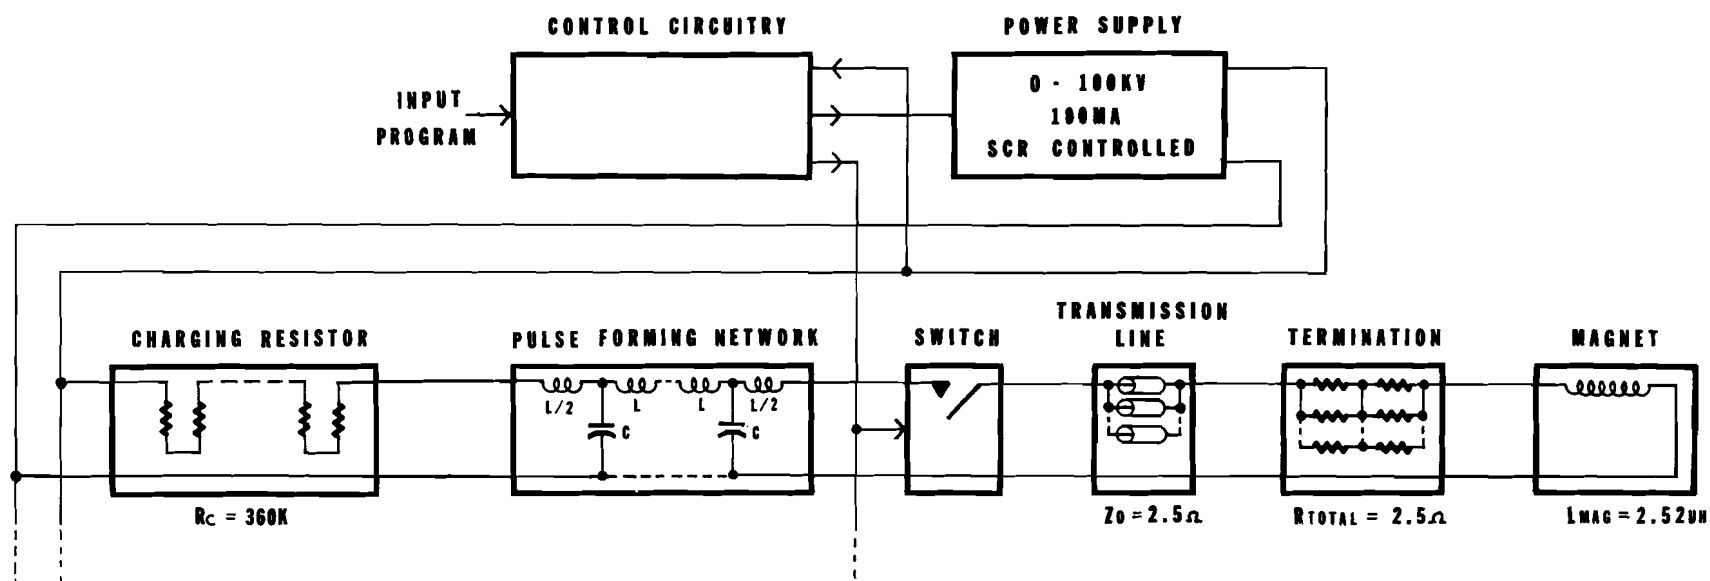 CONTROL CIRCUITRY
POWER SUPPLY
INPUT
PROGRAM
0 - 100KV
100MA
SCR CONTROLLED
CHARGING RESISTOR
PULSE FORMING NETWORK
SWITCH
TRANSMISSION
LINE
TERMINATION
MAGNET
L/2
L
L
L/2
C
C
RC = 360K
ZO = 2.5Ω
RTOTAL = 2.5Ω
LMAG = 2.52UH